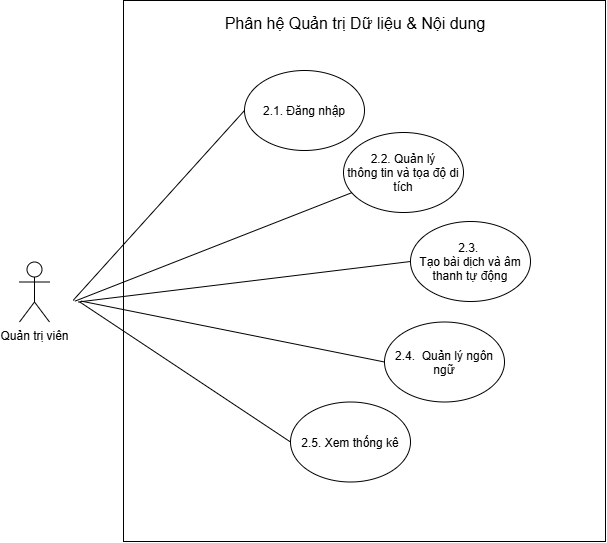 Phân hệ Quản trị Dữ liệu & Nội dung
2.1. Đăng nhập
2.2. Quản lý
thông tin và tọa độ di
tích
2.3.
Tạo bài dịch và âm
thanh tự động
Quản trị viên
2.4.  Quản lý ngôn
ngữ
2.5. Xem thống kê